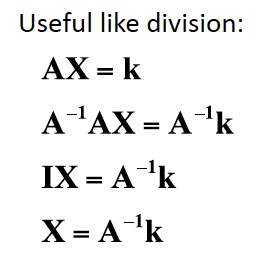 Useful like division:
AX = k
A⁻¹AX = A⁻¹k
IX = A⁻¹k
X = A⁻¹k